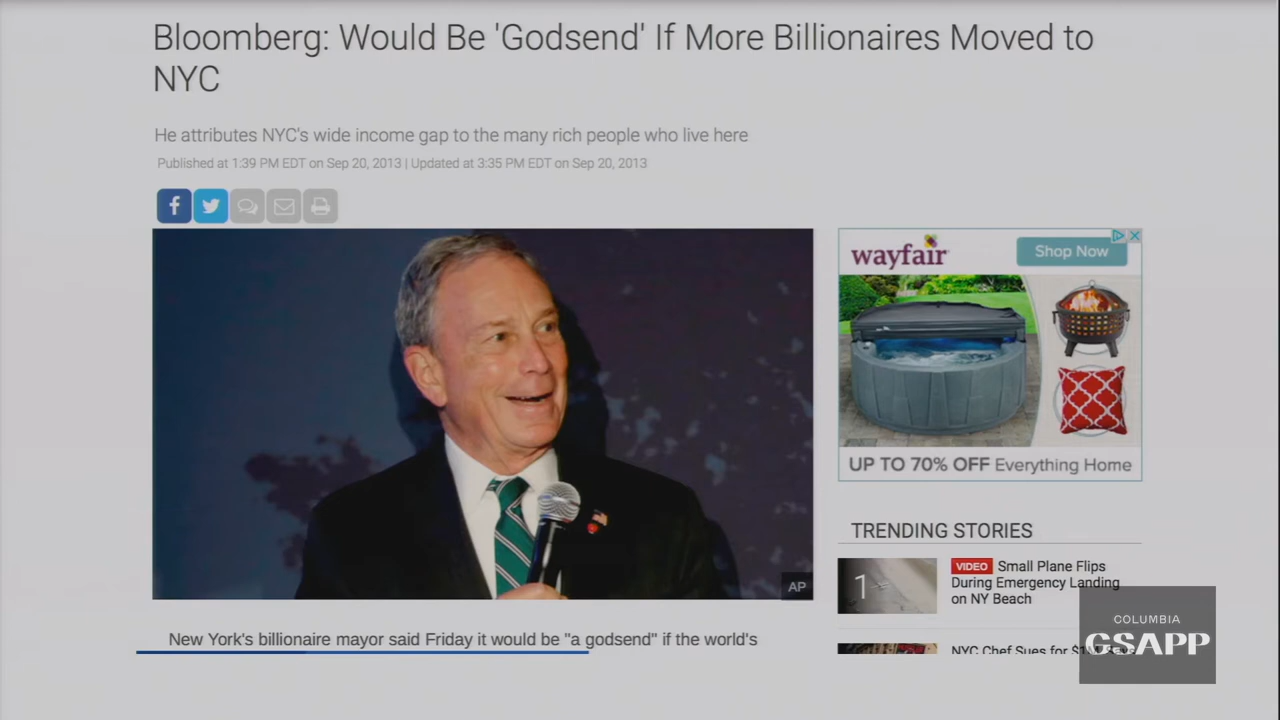 Bloomberg: Would Be 'Godsend' If More Billionaires Moved to
NYC
He attributes NYC's wide income gap to the many rich people who live here
Published at 1:39 PM EDT on Sep 20, 2013 | Updated at 3:35 PM EDT on Sep 20, 2013
f
AP
New York's billionaire mayor said Friday it would be "a godsend" if the world's
wayfair
Shop Now
UP TO 70% OFF Everything Home
TRENDING STORIES
1
VIDEO Small Plane Flips
During Emergency Landing
on NY Beach
NYC Chef Sues for
COLUMBIA
GSAPP